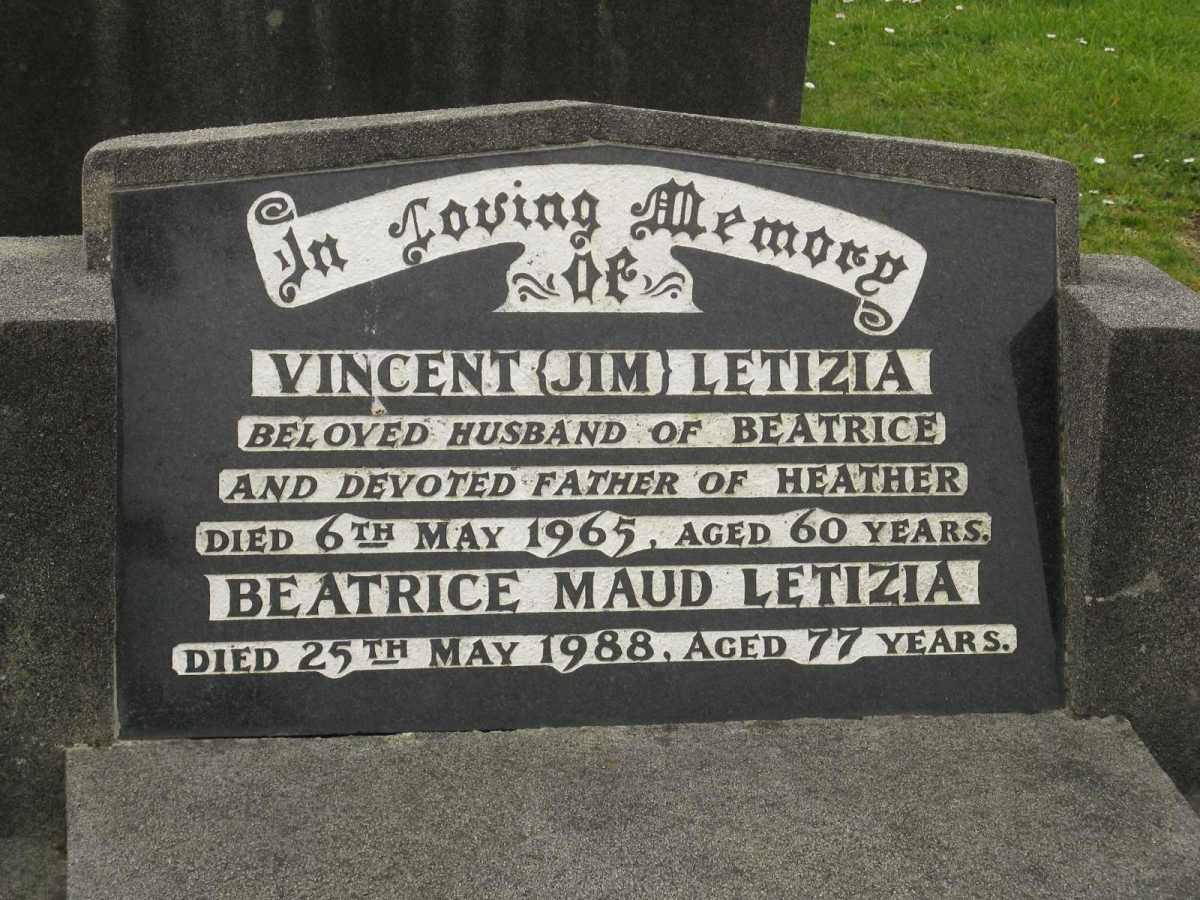 In Loving Memory
Of
VINCENT {JIM} LETIZIA
BELOVED HUSBAND OF BEATRICE
AND DEVOTED FATHER OF HEATHER
DIED 6TH MAY 1965, AGED 60 YEARS.
BEATRICE MAUD LETIZIA
DIED 25TH MAY 1988, AGED 77 YEARS.